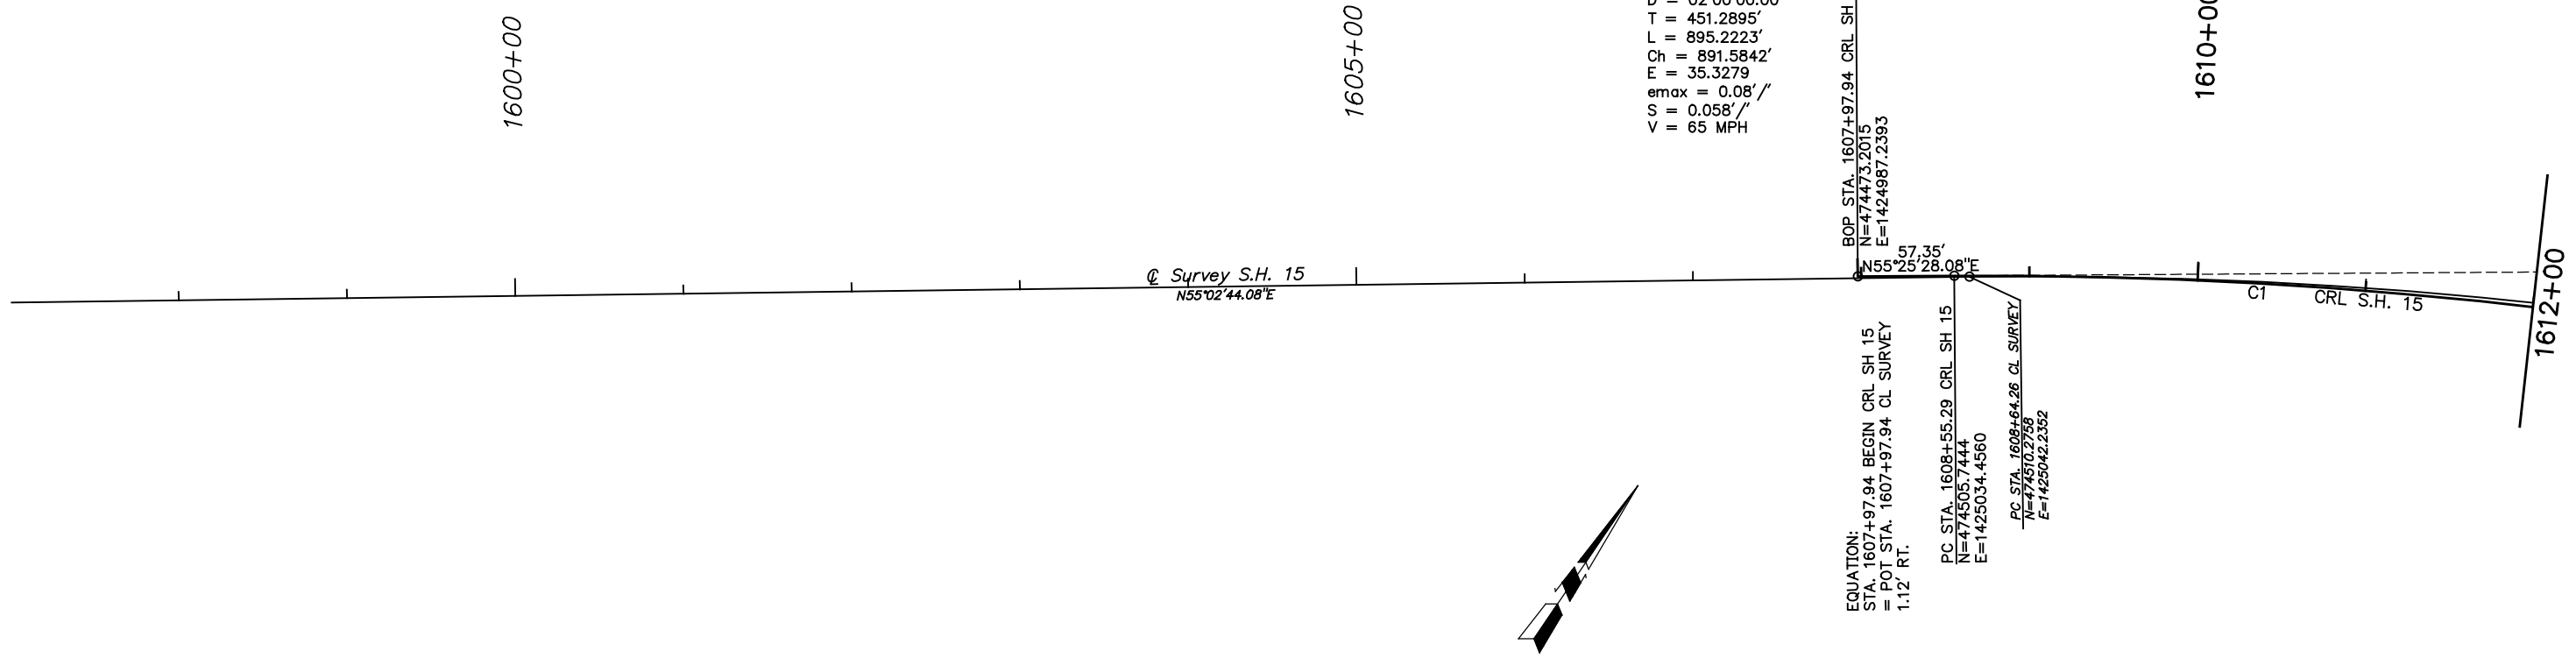 1600+00
1605+00
D = 02°00'00.00"
T = 451.2895'
L = 895.2223'
Ch = 891.5842'
E = 35.3279
emax = 0.08'/'
S = 0.058'/'
V = 65 MPH
BOP STA. 1607+97.94 CRL SH
N=474473.2015
E=1424987.2393
1610+00
℄ Survey S.H. 15
N55°02'44.08"E
57.35'
N55°25'28.08"E
C1
CRL S.H. 15
1612+00
EQUATION:
STA. 1607+97.94 BEGIN CRL SH 15
= POT STA. 1607+97.94 CL SURVEY
1.12' RT.
PC STA. 1608+55.29 CRL SH 15
N=474505.7444
E=1425034.4560
PC STA. 1608+64.26 CL SURVEY
N=474510.2758
E=1425042.2352